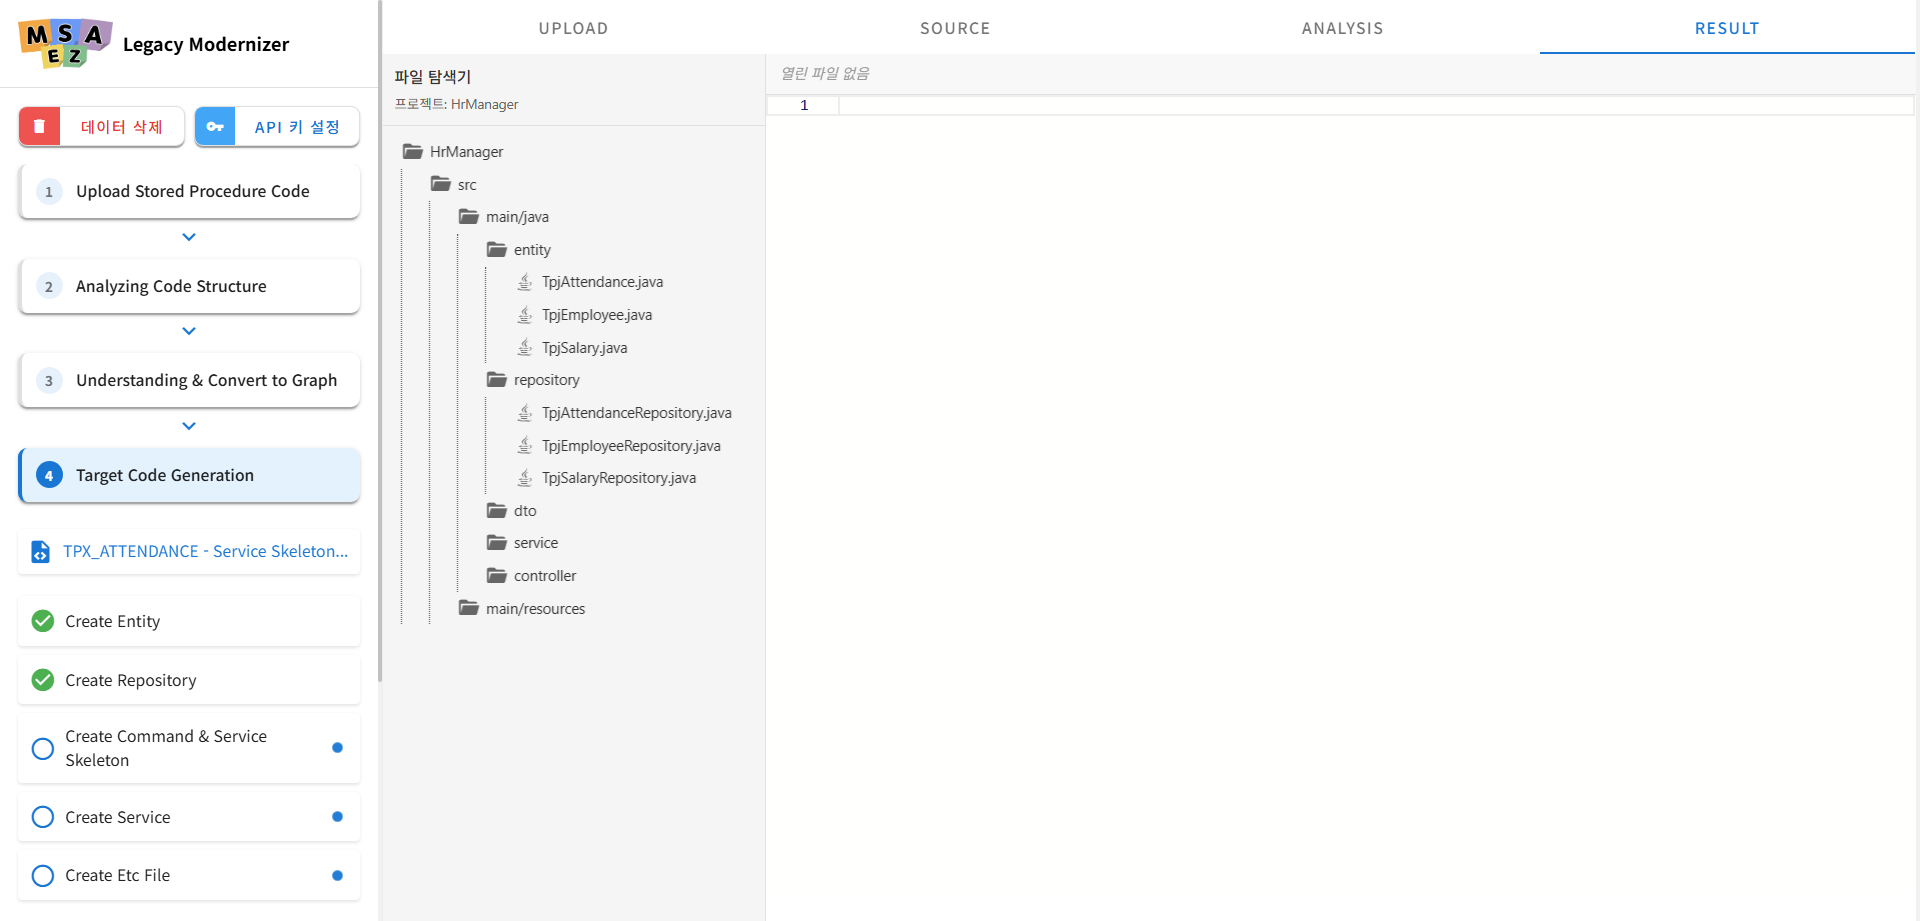 MSA
EZ
Legacy Modernizer
데이터 삭제
API 키 설정
1 Upload Stored Procedure Code
2 Analyzing Code Structure
3 Understanding & Convert to Graph
4 Target Code Generation
TPX_ATTENDANCE - Service Skeleton...
Create Entity
Create Repository
Create Command & Service
Skeleton
Create Service
Create Etc File
UPLOAD
SOURCE
ANALYSIS
RESULT
파일 탐색기
프로젝트: HrManager
HrManager
src
main/java
entity
TpjAttendance.java
TpjEmployee.java
TpjSalary.java
repository
TpjAttendanceRepository.java
TpjEmployeeRepository.java
TpjSalaryRepository.java
dto
service
controller
main/resources
열린 파일 없음
1